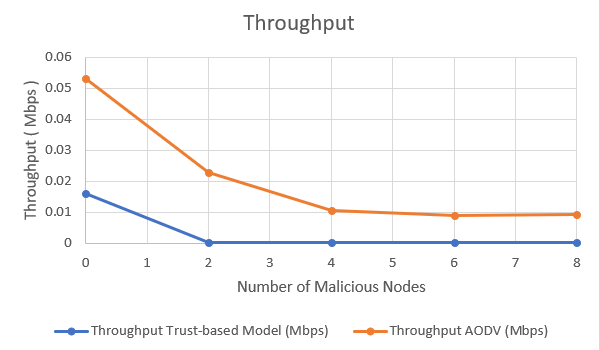 Throughput
0.06
0.05
0.04
0.03
0.02
0.01
0
Throughput ( Mbps )
0 1 2 3 4 5 6 7 8
Number of Malicious Nodes
Throughput Trust-based Model (Mbps) Throughput AODV (Mbps)